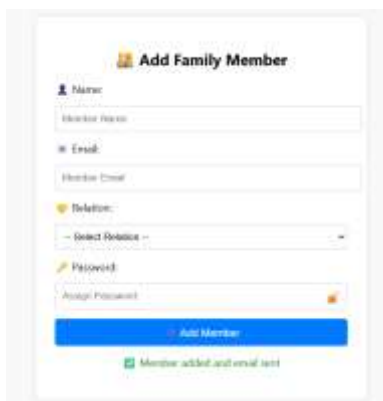 Add Family Member
Name:
Member Name
Email:
Member Email
Relation:
-- Select Relation --
Password:
Assign Password
Add Member
Member added and email sent